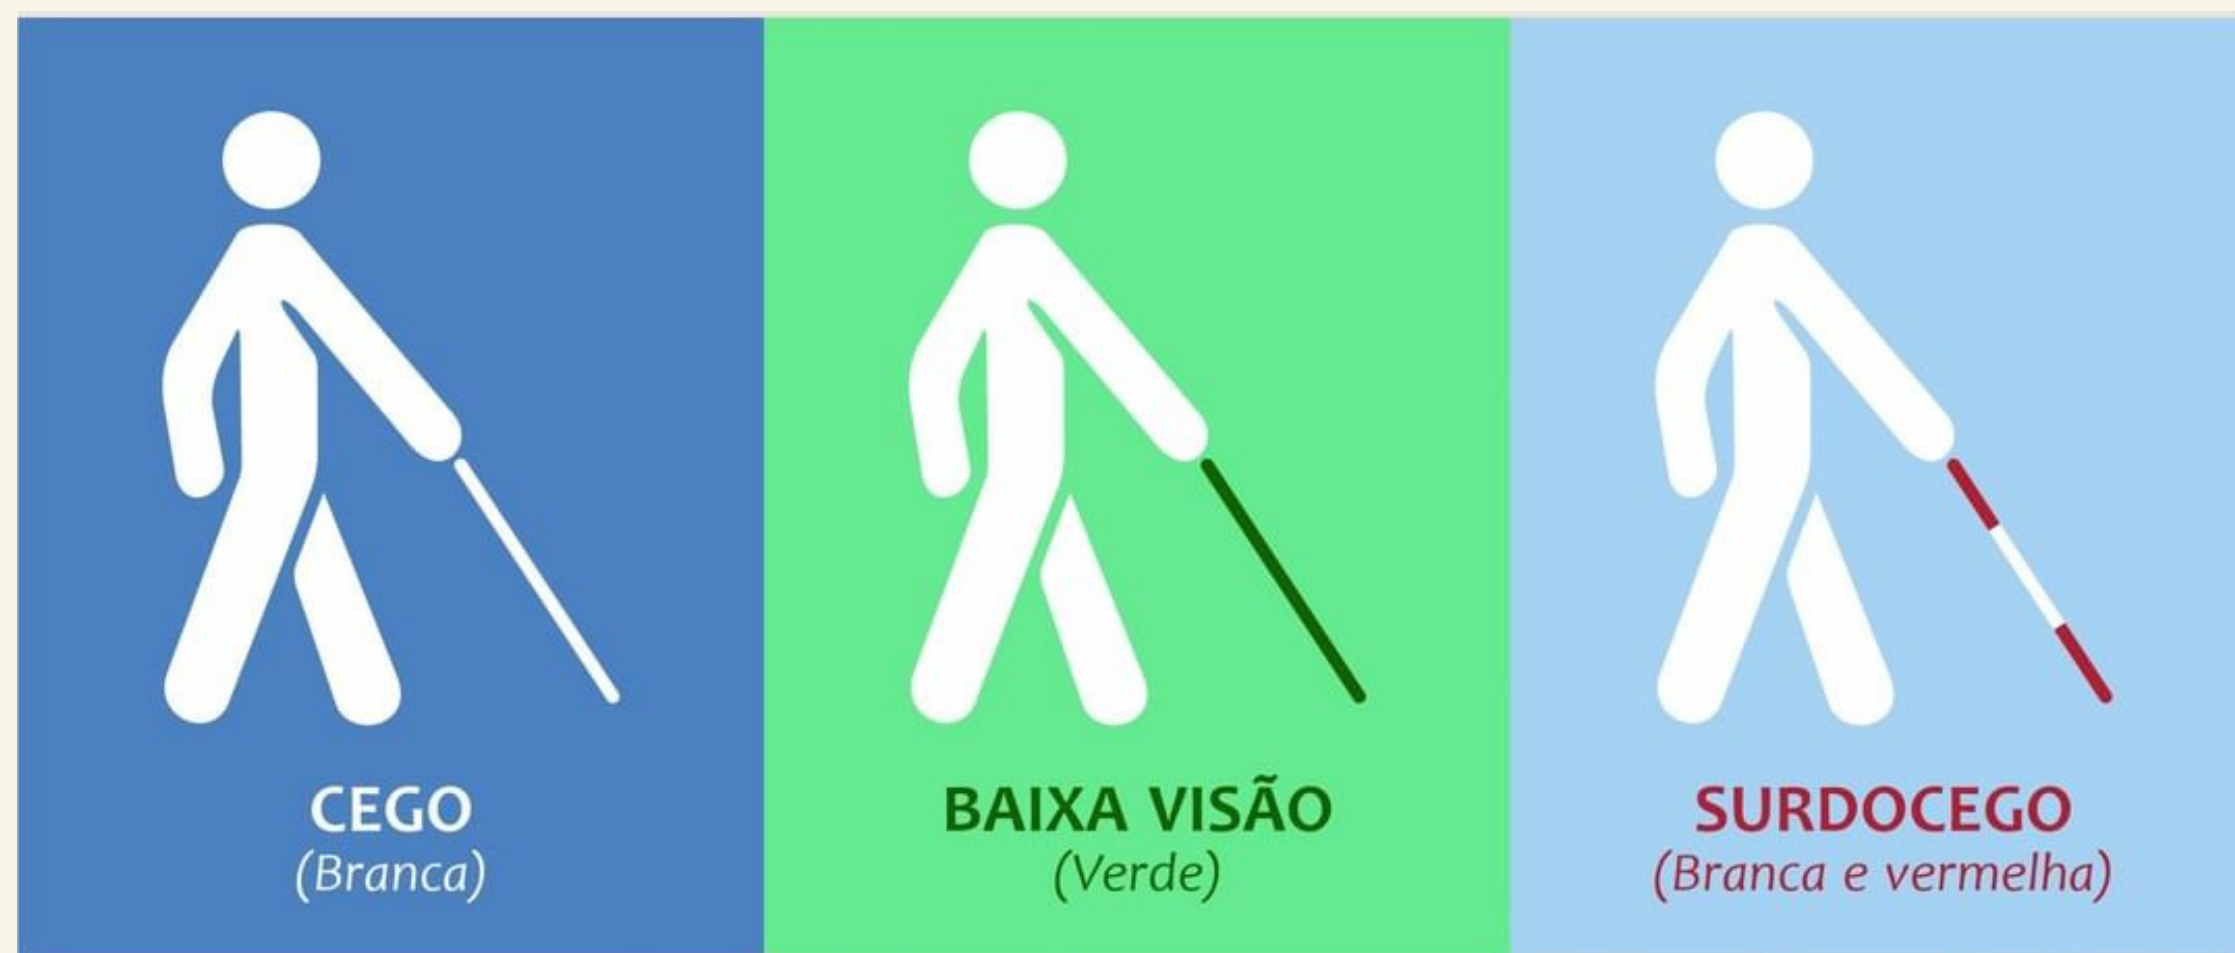 CEGO
(Branca)
BAIXA VISÃO
(Verde)
SURDOCEGO
(Branca e vermelha)